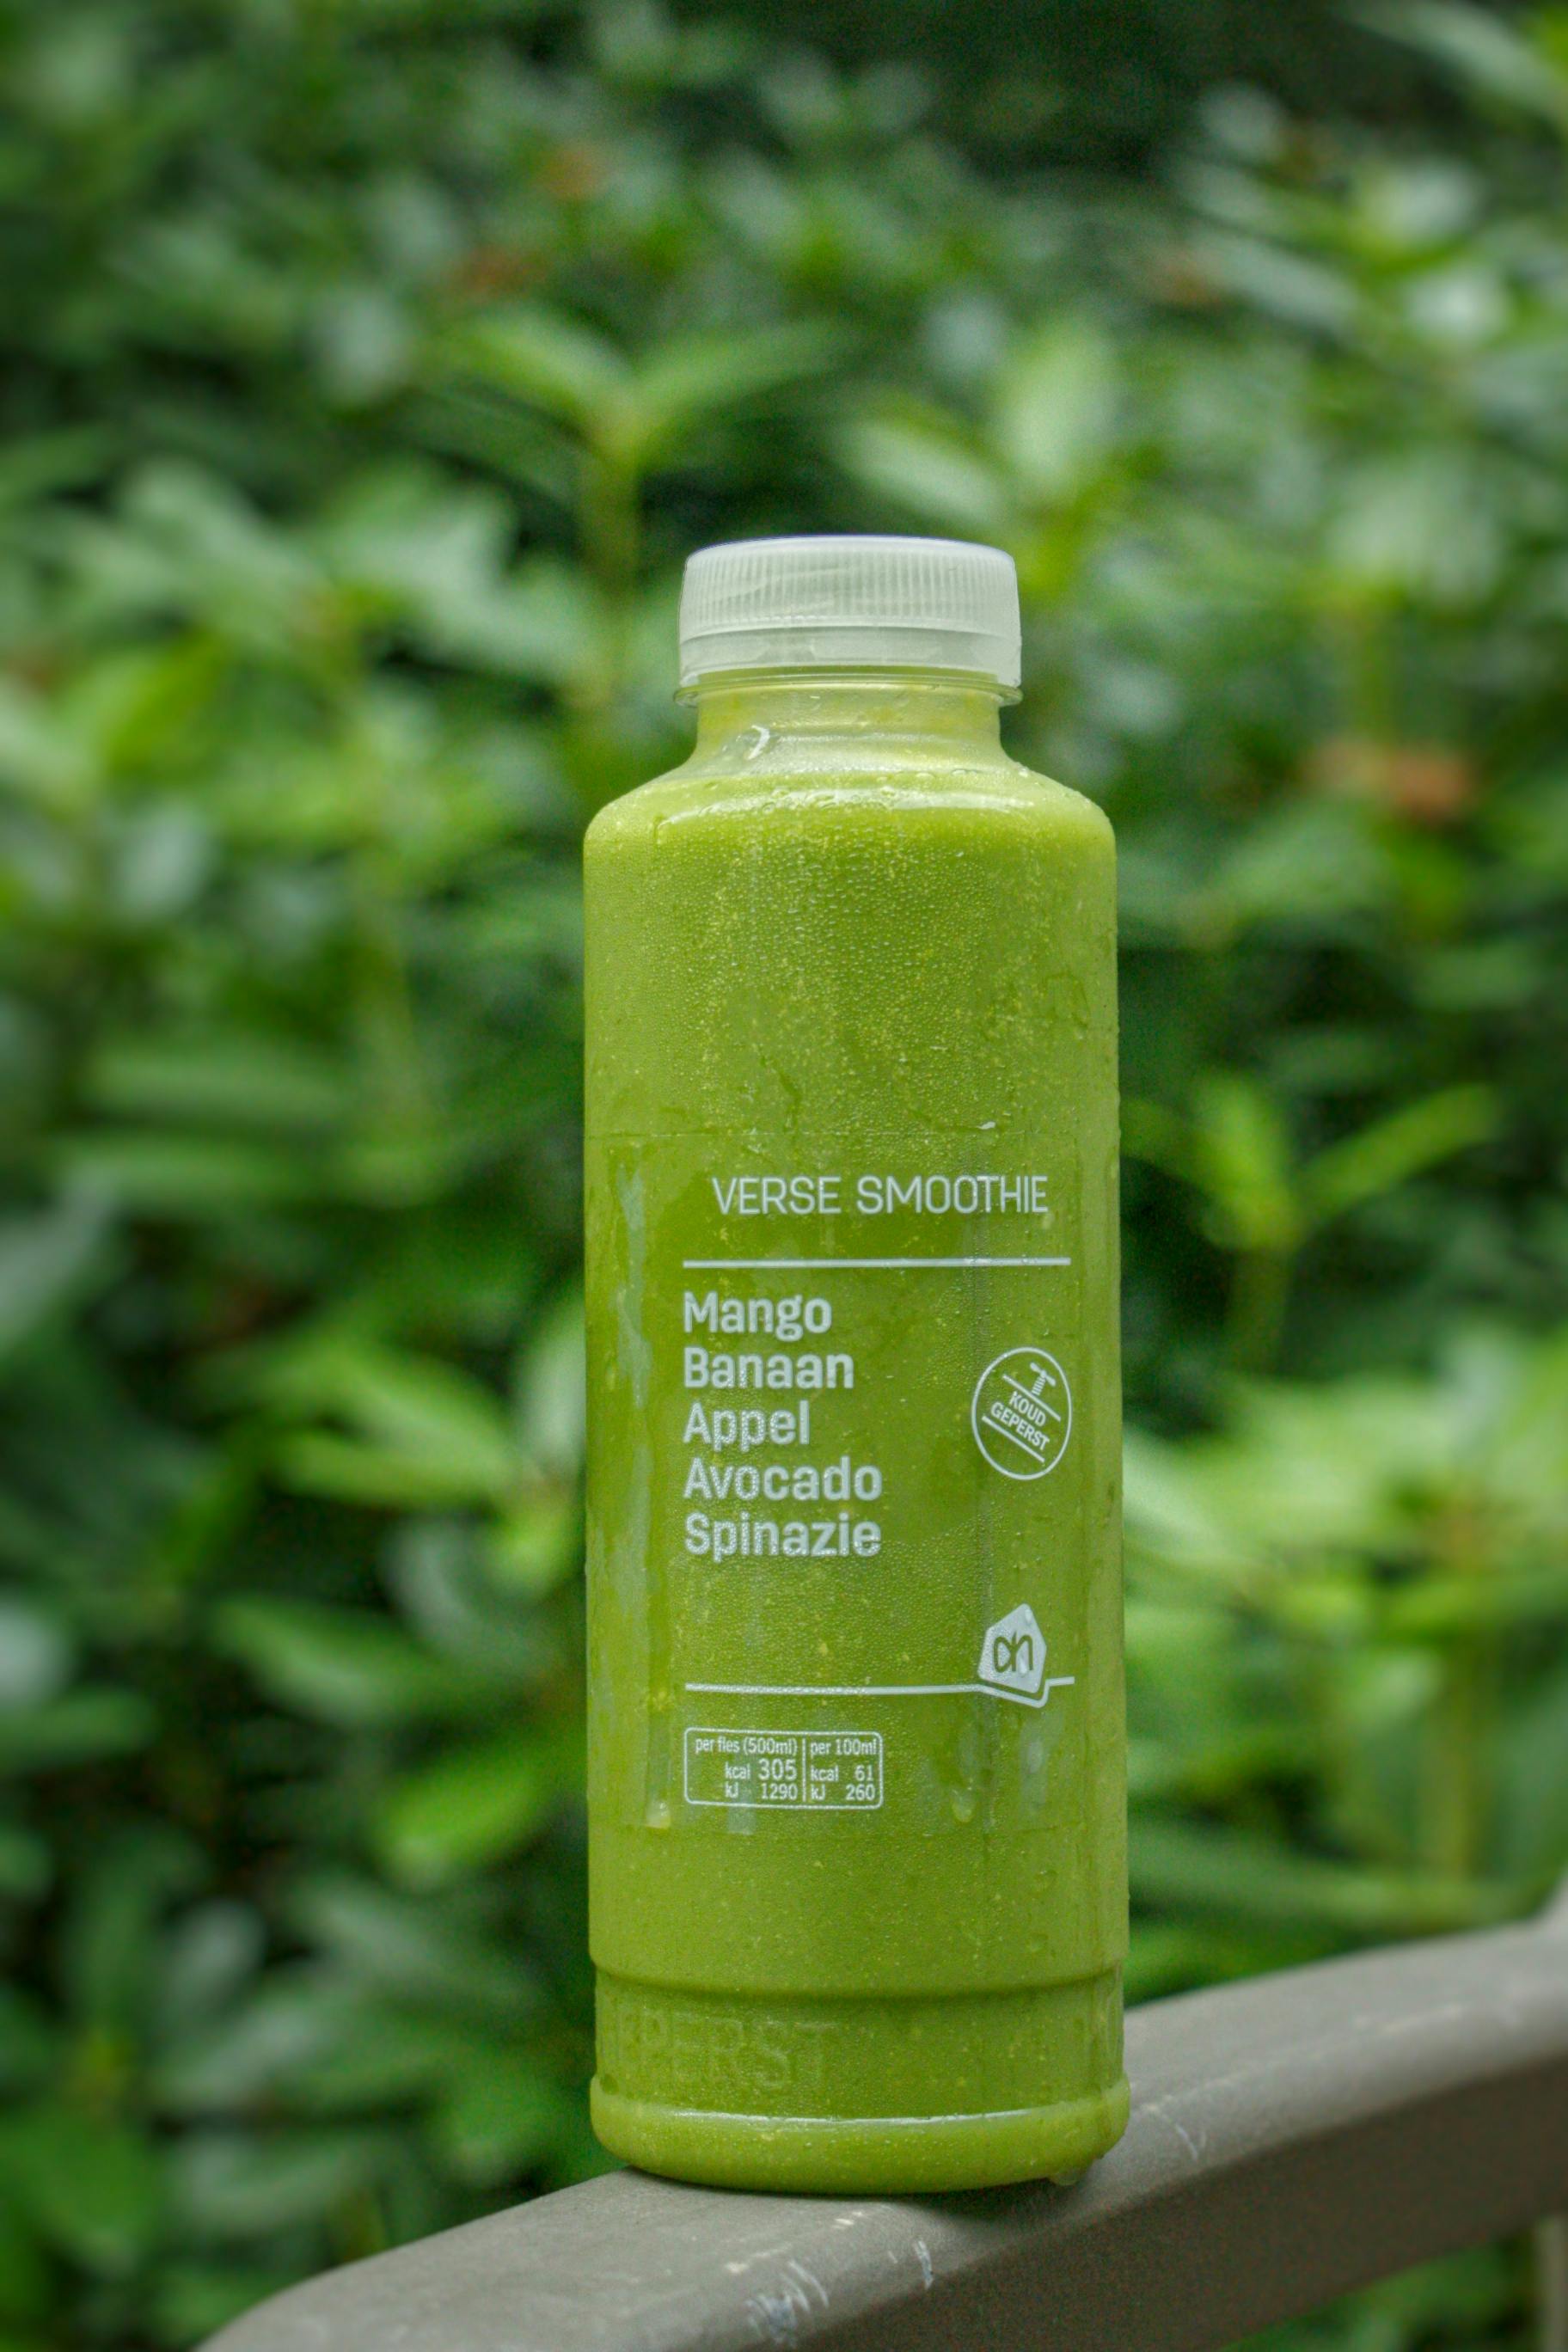 VERSE SMOOTHIE
Mango
Banaan
Appel
Avocado
Spinazie
KOUD
GEPERST
ah
per fles (500ml) per 100ml
kcal 305 kcal 61
kJ 1290 kJ 260
PERST